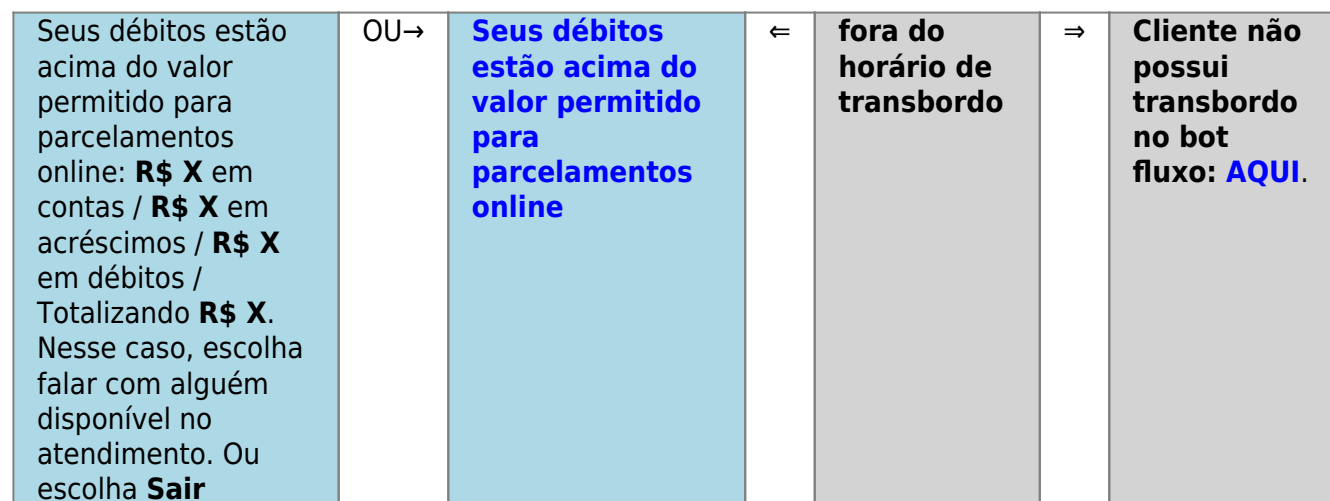 Seus débitos estão
acima do valor
permitido para
parcelamentos
online: R$ X em
contas / R$ X em
acréscimos / R$ X
em débitos /
Totalizando R$ X.
Nesse caso, escolha
falar com alguém
disponível no
atendimento. Ou
escolha Sair
OU→
Seus débitos
estão acima do
valor permitido
para
parcelamentos
online
⇐
fora do
horário de
transbordo
⇒
Cliente não
possui
transbordo
no bot
fluxo: AQUI.